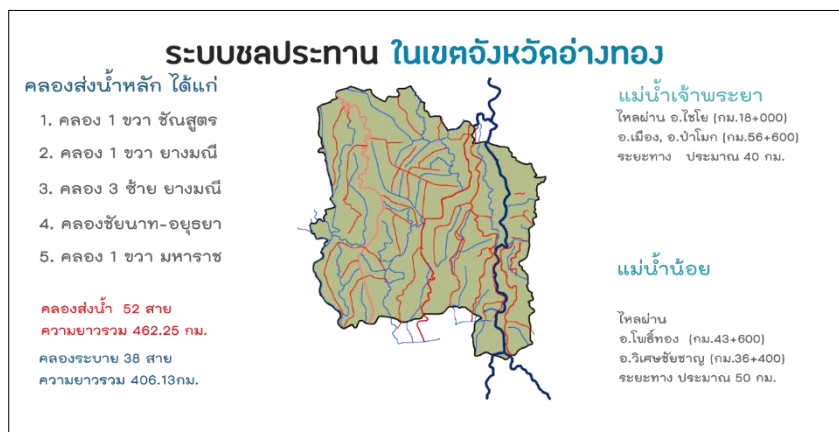 ระบบชลประทาน ในเขตจังหวัดอ่างทอง
คลองส่งน้ำหลัก ได้แก่
1. คลอง 1 ขวา ชัณสูตร
2. คลอง 1 ขวา ยางมณี
3. คลอง 3 ซ้าย ยางมณี
4. คลองชัยนาท-อยุธยา
5. คลอง 1 ขวา มหาราช
คลองส่งน้ำ 52 สาย
ความยาวรวม 462.25 กม.
คลองระบาย 38 สาย
ความยาวรวม 406.13กม.
แม่น้ำเจ้าพระยา
ไหลผ่าน อ.ไชโย (กม.18+000)
อ.เมือง, อ.ป่าโมก (กม.56+600)
ระยะทาง ประมาณ 40 กม.
แม่น้ำน้อย
ไหลผ่าน
อ.โพธิ์ทอง (กม.43+600)
อ.วิเศษชัยชาญ (กม.36+400)
ระยะทาง ประมาณ 50 กม.